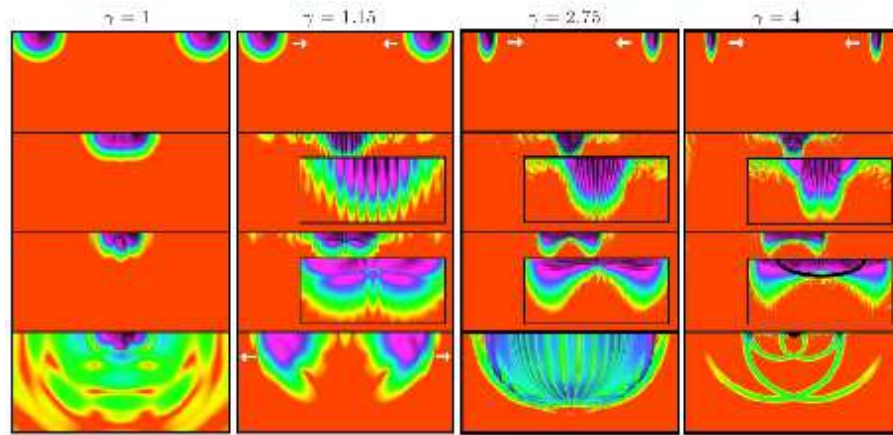 γ = 1 γ = 1.15 γ = 2.75 γ = 4